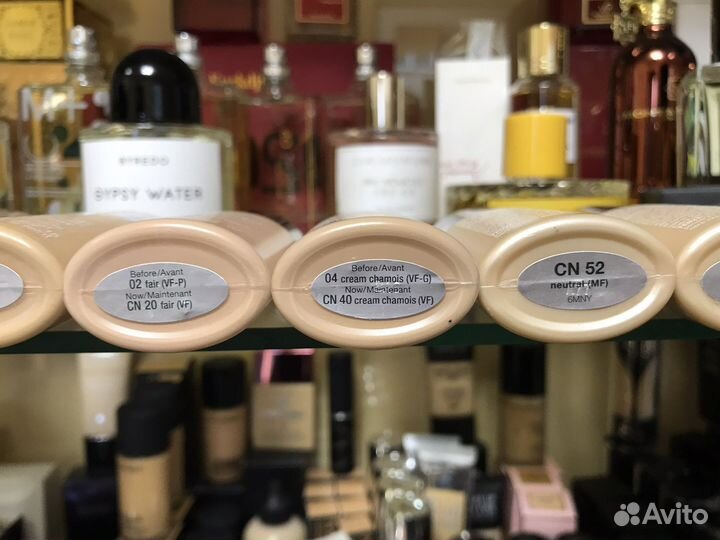 BYREDO
GYPSY WATER
Before/Avant
02 fair (VF-P)
Now/Maintenant
CN 20 fair (VF)
Before/Avant
04 cream chamois (VF-G)
Now/Maintenant
CN 40 cream chamois (VF)
CN 52
neutral (MF)
6MNY
Avito